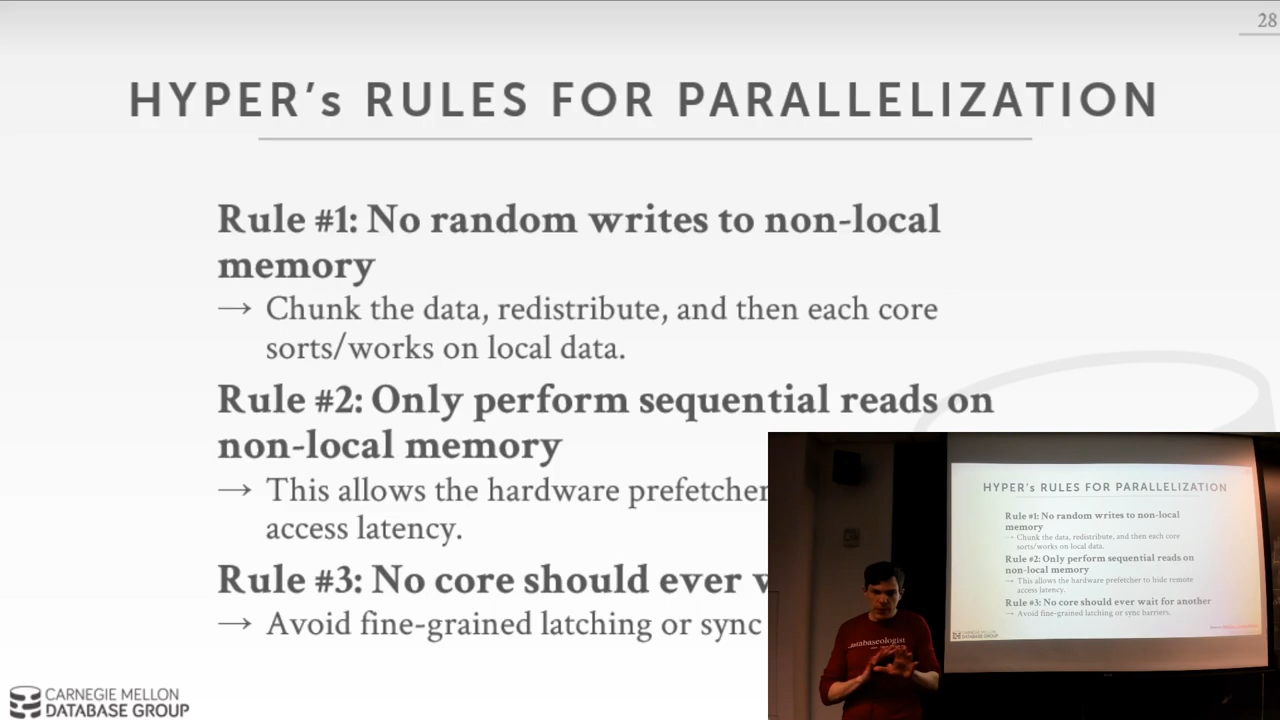 28
HYPER's RULES FOR PARALLELIZATION
Rule #1: No random writes to non-local
memory
→ Chunk the data, redistribute, and then each core
sorts/works on local data.
Rule #2: Only perform sequential reads on
non-local memory
→ This allows the hardware prefetcher
access latency.
Rule #3: No core should ever w
→ Avoid fine-grained latching or sync
CARNEGIE MELLON
DATABASE GROUP
HYPER's RULES FOR PARALLELIZATION
Rule #1: No random writes to non-local
memory
→ Chunk the data, redistribute, and then each core
sorts/works on local data.
Rule #2: Only perform sequential reads on
non-local memory
→ This allows the hardware prefetcher to hide remote
access latency.
Rule #3: No core should ever wait for another
→ Avoid fine-grained latching or sync barriers.
CARNEGIE MELLON
DATABASE GROUP